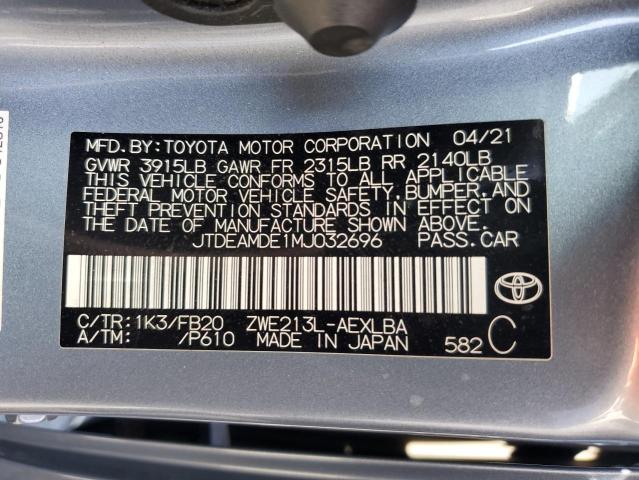 MFD. BY: TOYOTA MOTOR CORPORATION 04/21
GVWR 3915LB GAWR FR 2315LB RR 2140LB
THIS VEHICLE CONFORMS TO ALL APPLICABLE
FEDERAL MOTOR VEHICLE SAFETY, BUMPER, AND
THEFT PREVENTION STANDARDS IN EFFECT ON
THE DATE OF MANUFACTURE SHOWN ABOVE.
JTDEAMDE1MJ032696 PASS.CAR
C/TR: 1K3/FB20 ZWE213L-AEXLBA
A/TM: /P610 MADE IN JAPAN 582 C